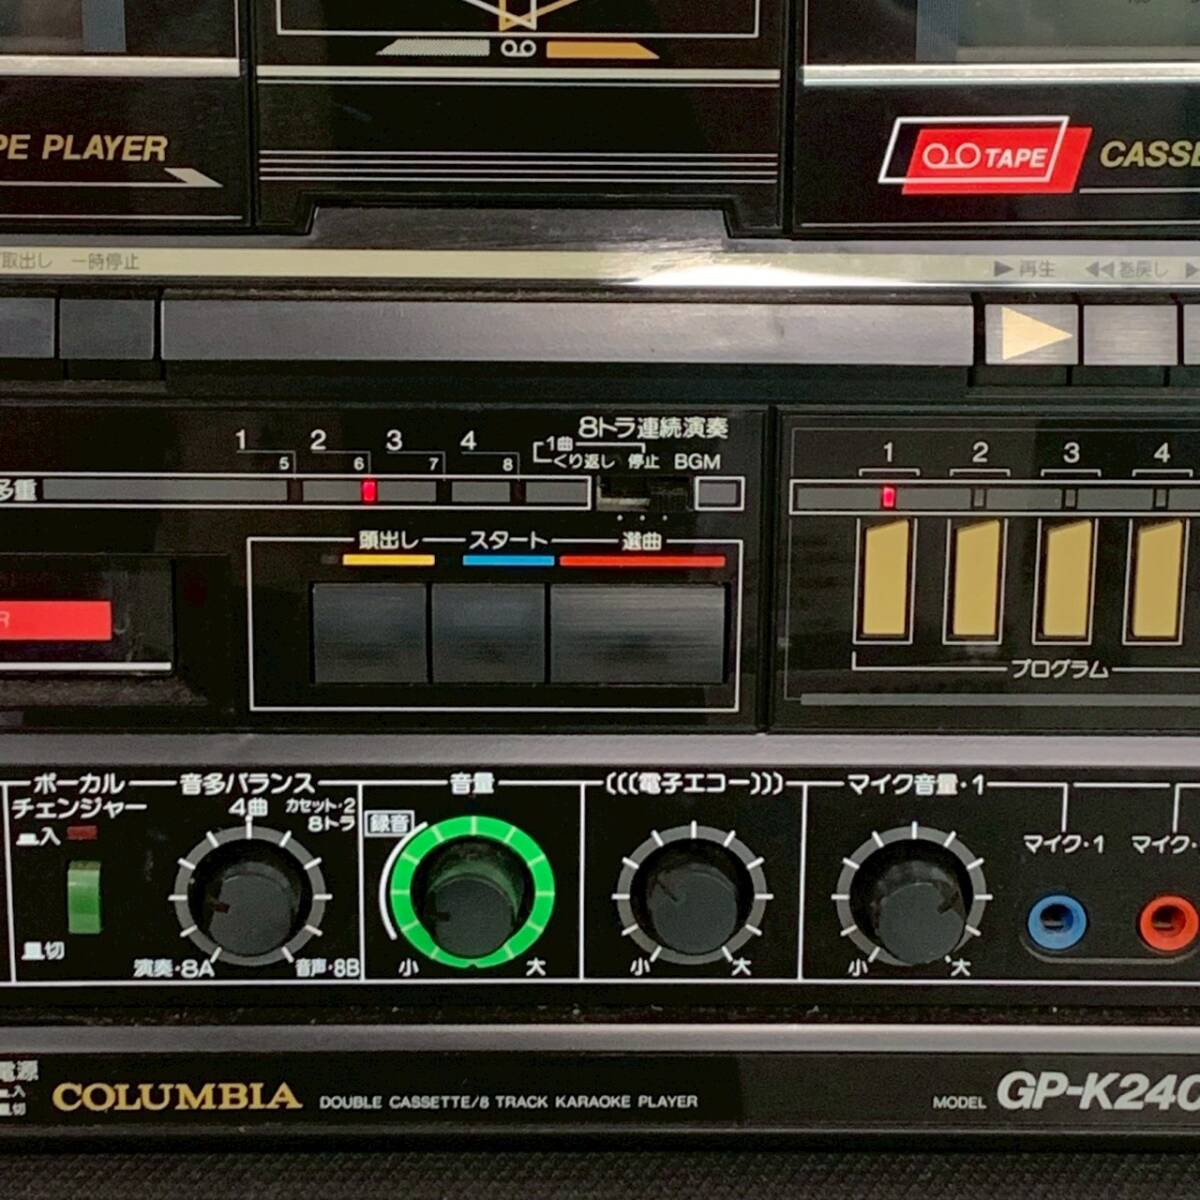 PE PLAYER
TAPE
CASSE
取出し 一時停止
再生 巻戻し
8トラ連続演奏
1曲
くり返し 停止 BGM
1 2 3 4
5 6 7 8
多重
1 2 3 4
頭出し スタート 選曲
R
プログラム
ボーカル
チェンジャー
入
切
音多バランス
4曲
カセット・2
8トラ
演奏・8A
音声・8B
音量
録音
小 大
(((電子エコー)))
小 大
マイク音量・1
小 大
マイク・1
マイク・
電源
入
切
COLUMBIA
DOUBLE CASSETTE/8 TRACK KARAOKE PLAYER
MODEL GP-K240